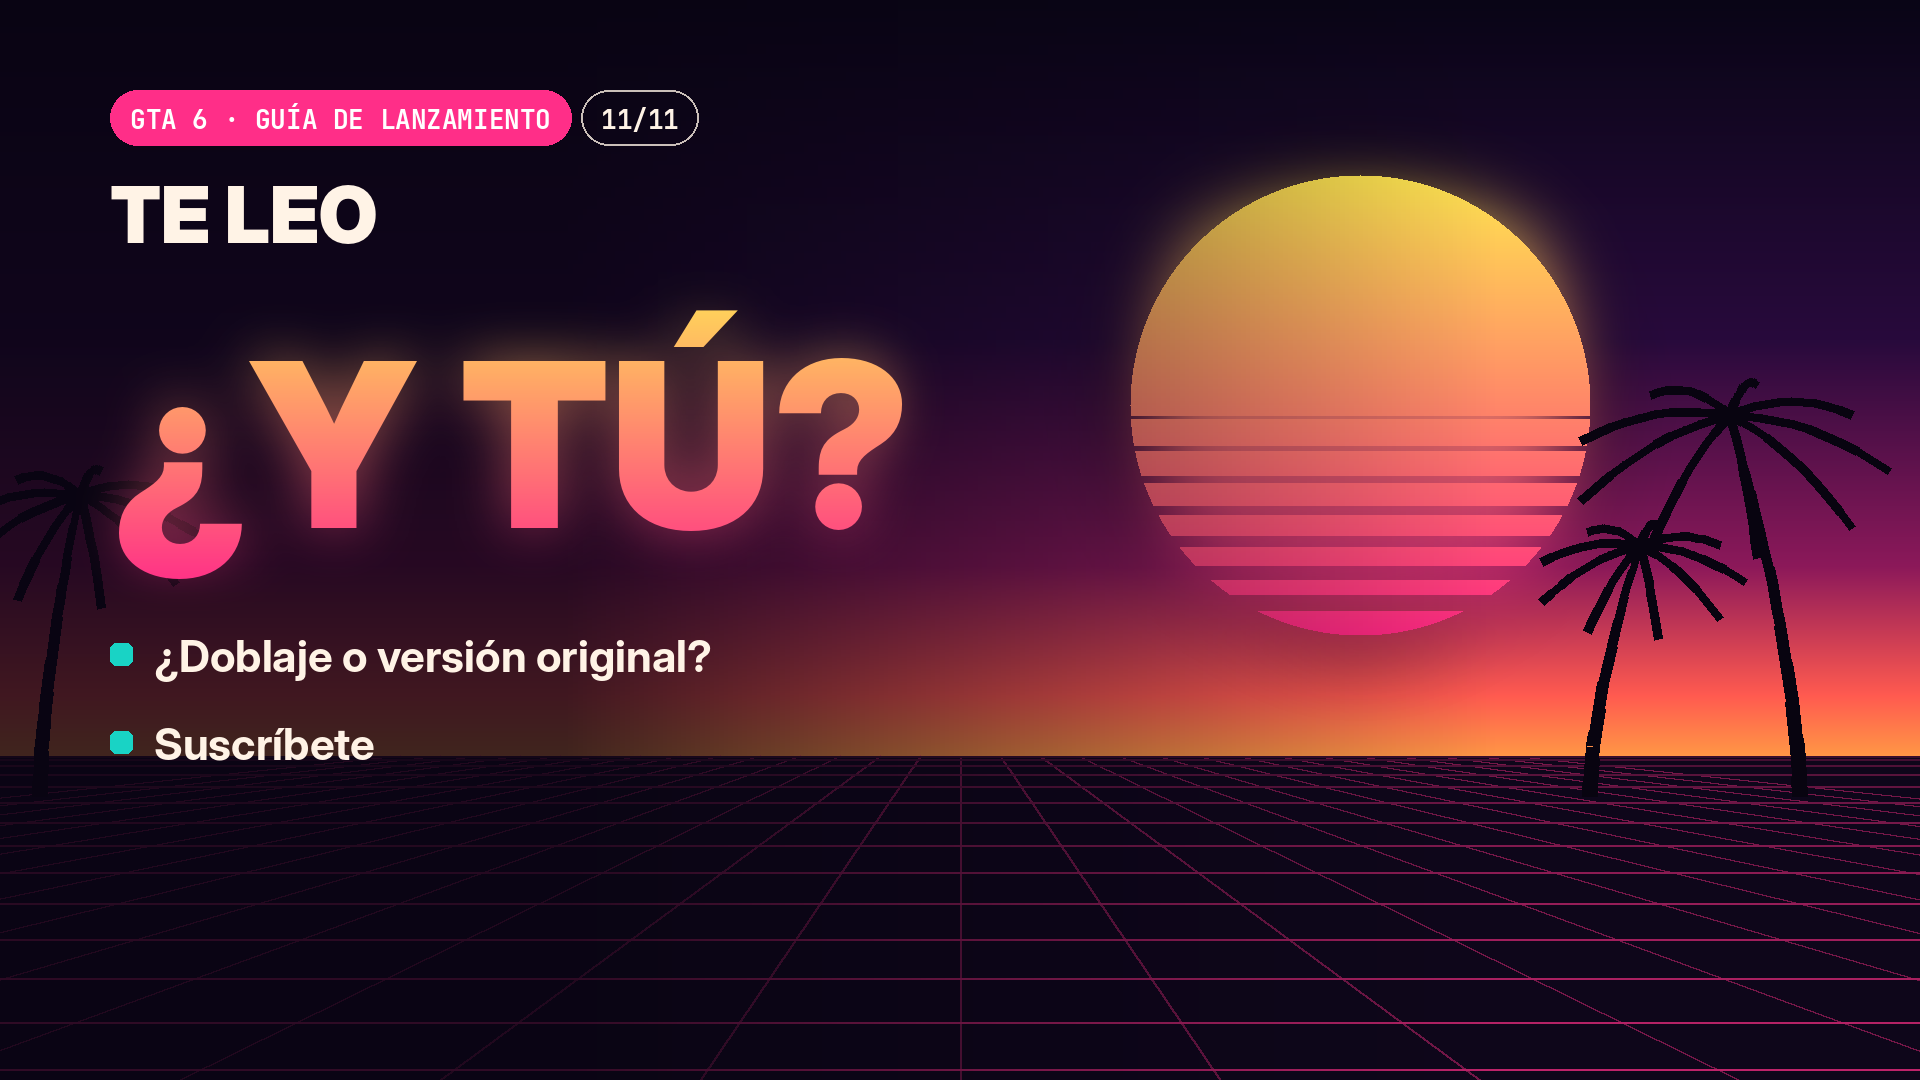 GTA 6 · GUÍA DE LANZAMIENTO 11/11
TE LEO
¿Y TÚ?
¿Doblaje o versión original?
Suscríbete